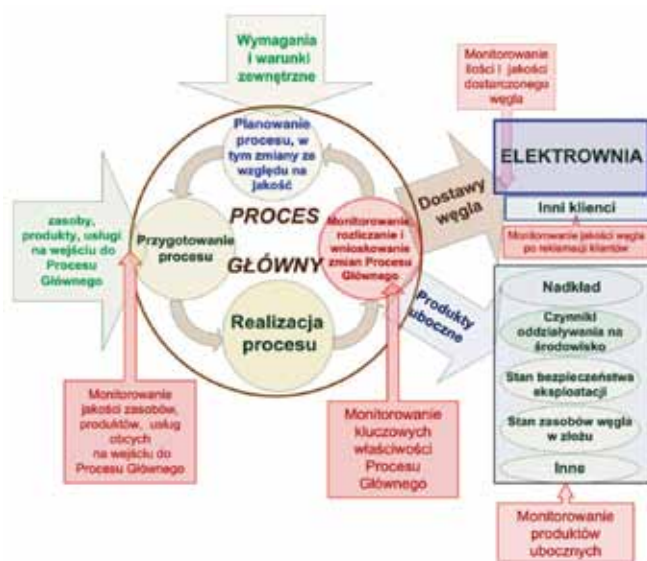 Wymagania
i warunki
zewnętrzne
Monitorowanie
ilości i jakości
dostarczonego
węgla
Planowanie
procesu, w
tym zmiany ze
względu na
jakość
ELEKTROWNIA
Inni klienci
Monitorowanie jakości węgla
po reklamacji klientów
Dostawy
węgla
zasoby,
produkty, usługi
na wejściu do
Procesu
Głównego
Przygotowanie
procesu
PROCES
GŁÓWNY
Monitorowanie,
rozliczanie i
wnioskowanie
zmian Procesu
Głównego
Realizacja
procesu
Produkty
uboczne
Nadkład
Czynniki
oddziaływania na
środowisko
Stan bezpieczeństwa
eksploatacji
Stan zasobów węgla
w złożu
Inne
Monitorowanie
jakości zasobów,
produktów, usług
obcych
na wejściu do
Procesu Głównego
Monitorowanie
kluczowych
właściwości
Procesu
Głównego
Monitorowanie
produktów
ubocznych